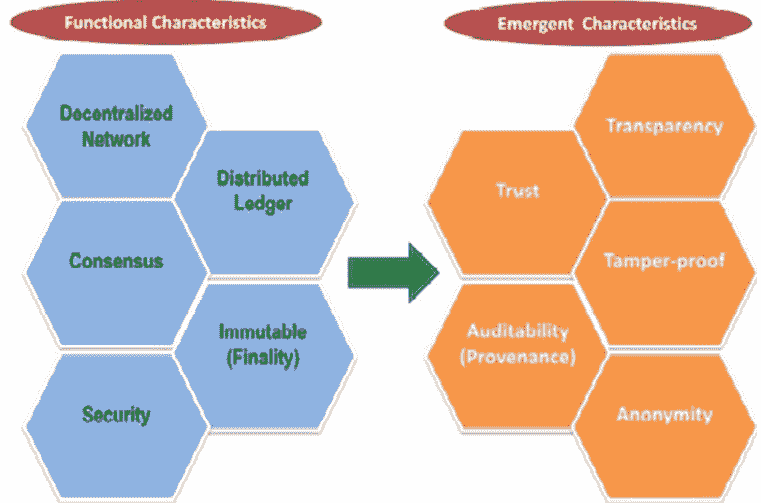 Functional Characteristics
Decentralized
Network
Distributed
Ledger
Consensus
Immutable
(Finality)
Security
Emergent Characteristics
Transparency
Trust
Tamper-proof
Auditability
(Provenance)
Anonymity